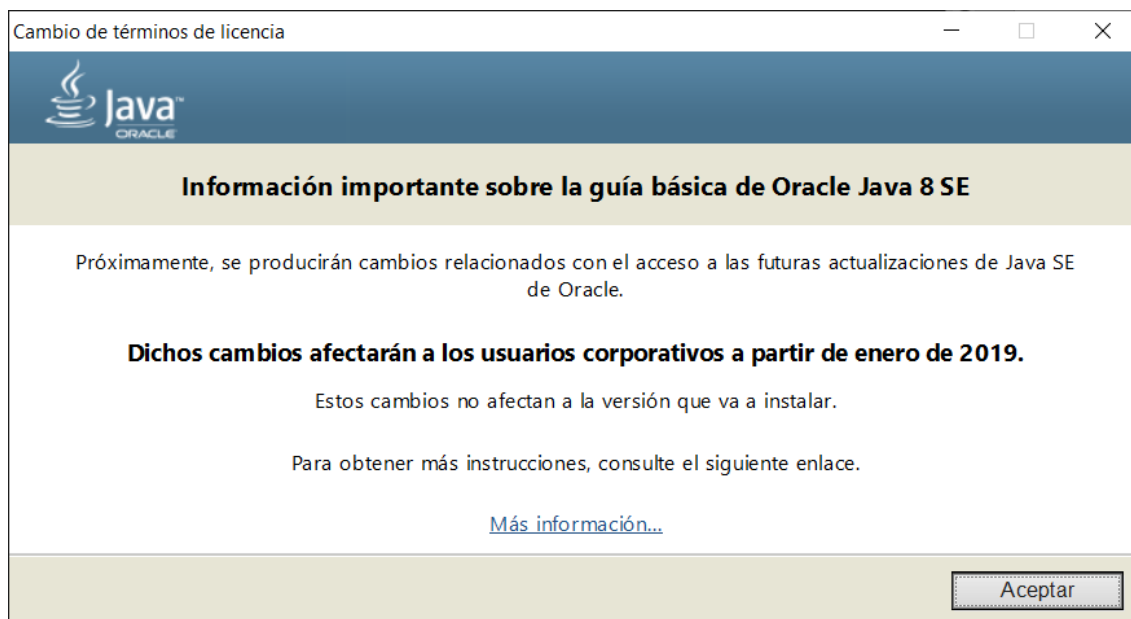 Cambio de términos de licencia
Java™
ORACLE
Información importante sobre la guía básica de Oracle Java 8 SE
Próximamente, se producirán cambios relacionados con el acceso a las futuras actualizaciones de Java SE
de Oracle.
Dichos cambios afectarán a los usuarios corporativos a partir de enero de 2019.
Estos cambios no afectan a la versión que va a instalar.
Para obtener más instrucciones, consulte el siguiente enlace.
Más información...
Aceptar